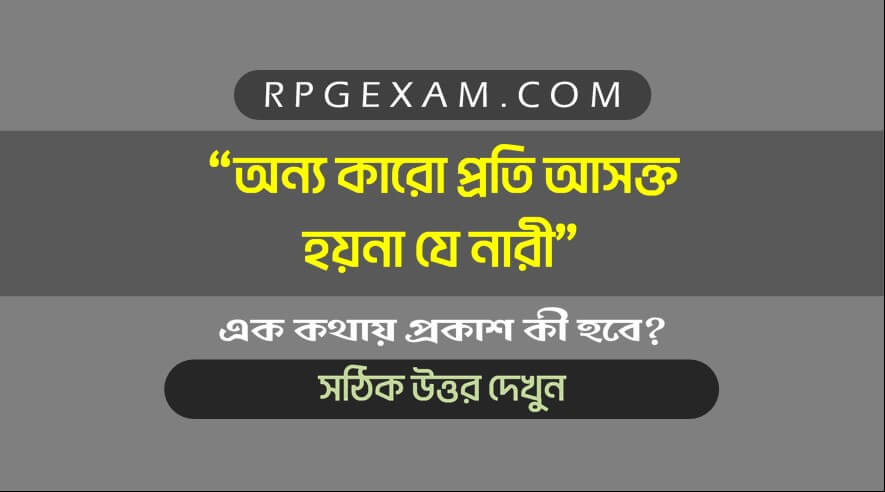 RPGEXAM.COM
“অন্য কারো প্রতি আসক্ত
হয়না যে নারী”
এক কথায় প্রকাশ কী হবে?
সঠিক উত্তর দেখুন